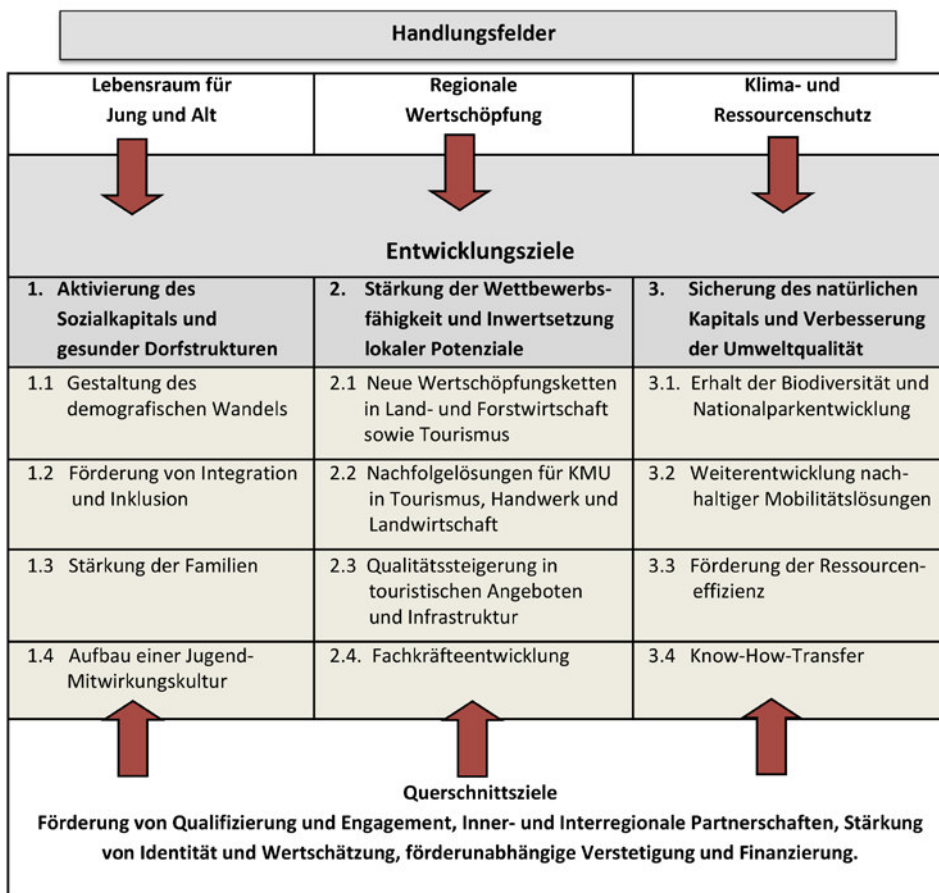 Handlungsfelder
Lebensraum für
Jung und Alt
Regionale
Wertschöpfung
Klima- und
Ressourcenschutz
Entwicklungsziele
1. Aktivierung des
Sozialkapitals und
gesunder Dorfstrukturen
2. Stärkung der Wettbewerbs-
fähigkeit und Inwertsetzung
lokaler Potenziale
3. Sicherung des natürlichen
Kapitals und Verbesserung
der Umweltqualität
1.1 Gestaltung des
demografischen Wandels
2.1 Neue Wertschöpfungsketten
in Land- und Forstwirtschaft
sowie Tourismus
3.1. Erhalt der Biodiversität und
Nationalparkentwicklung
1.2 Förderung von Integration
und Inklusion
2.2 Nachfolgelösungen für KMU
in Tourismus, Handwerk und
Landwirtschaft
3.2 Weiterentwicklung nach-
haltiger Mobilitätslösungen
1.3 Stärkung der Familien
2.3 Qualitätssteigerung in
touristischen Angeboten
und Infrastruktur
3.3 Förderung der Ressourcen-
effizienz
1.4 Aufbau einer Jugend-
Mitwirkungskultur
2.4. Fachkräfteentwicklung
3.4 Know-How-Transfer
Querschnittsziele
Förderung von Qualifizierung und Engagement, Inner- und Interregionale Partnerschaften, Stärkung
von Identität und Wertschätzung, förderunabhängige Verstetigung und Finanzierung.